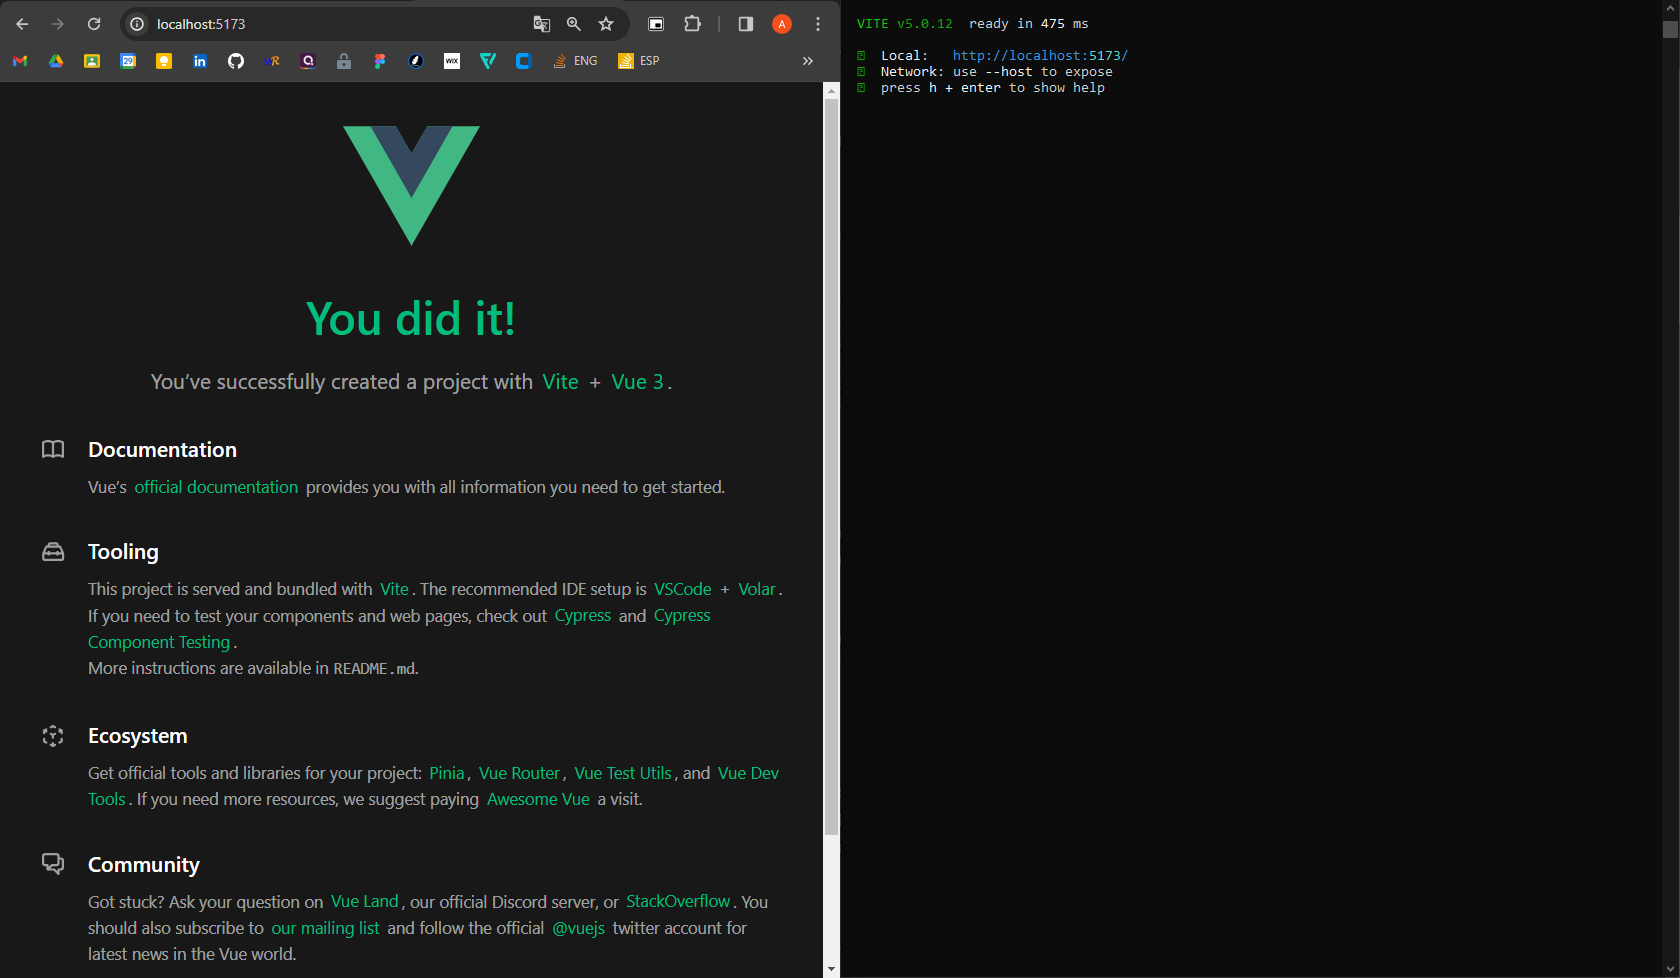 localhost:5173
A
29
in
R
WIX
ENG
ESP
You did it!
You’ve successfully created a project with Vite + Vue 3.
Documentation
Vue’s official documentation provides you with all information you need to get started.
Tooling
This project is served and bundled with Vite. The recommended IDE setup is VSCode + Volar.
If you need to test your components and web pages, check out Cypress and Cypress
Component Testing.
More instructions are available in README.md.
Ecosystem
Get official tools and libraries for your project: Pinia, Vue Router, Vue Test Utils, and Vue Dev
Tools. If you need more resources, we suggest paying Awesome Vue a visit.
Community
Got stuck? Ask your question on Vue Land, our official Discord server, or StackOverflow. You
should also subscribe to our mailing list and follow the official @vuejs twitter account for
latest news in the Vue world.
VITE v5.0.12 ready in 475 ms
Local: http://localhost:5173/
Network: use --host to expose
press h + enter to show help